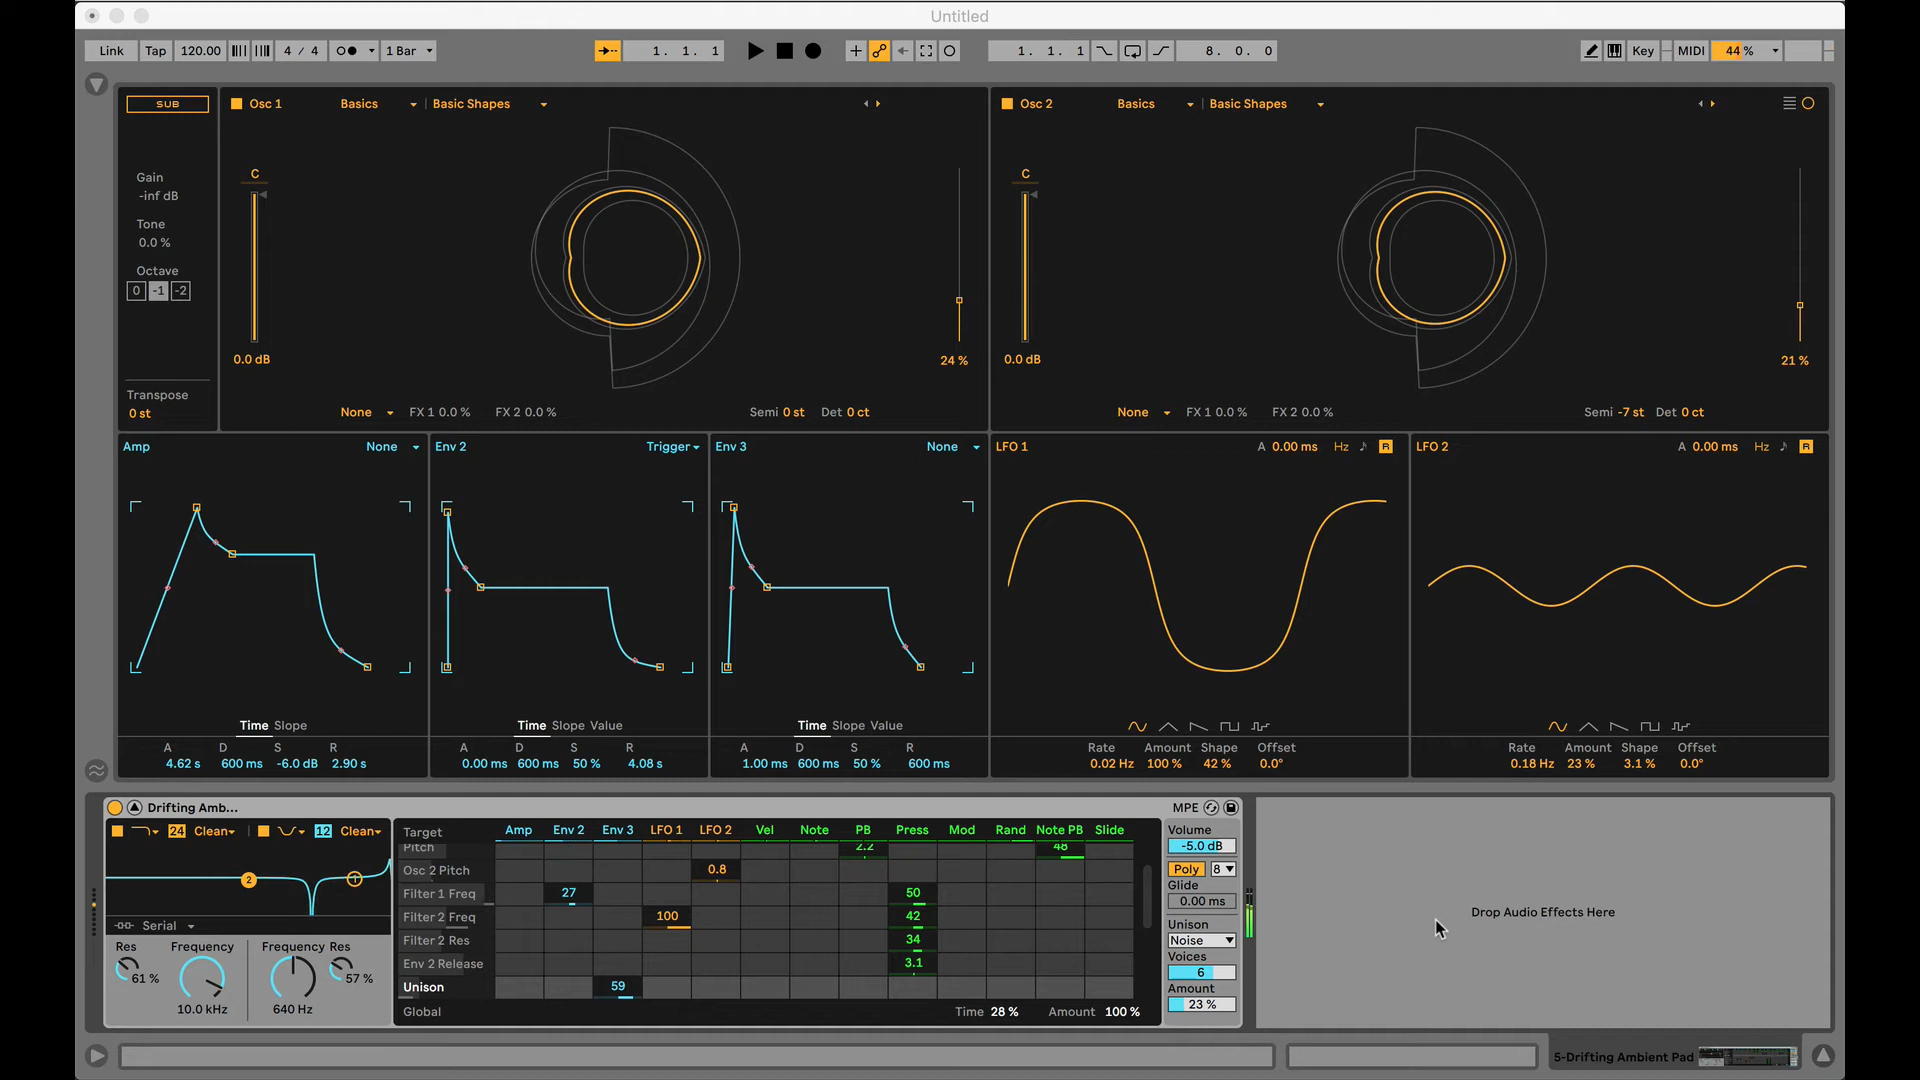 Untitled
Link Tap 120.00 4 / 4 1 Bar 1. 1. 1 1. 1. 1 8. 0. 0 Key MIDI 44 %
SUB
Gain
-inf dB
Tone
0.0 %
Octave
0 -1 -2
Transpose
0 st
Osc 1 Basics Basic Shapes
C
0.0 dB
24 %
None FX 1 0.0 % FX 2 0.0 % Semi 0 st Det 0 ct
Osc 2 Basics Basic Shapes
C
0.0 dB
21 %
None FX 1 0.0 % FX 2 0.0 % Semi -7 st Det 0 ct
Amp None
Time Slope
A D S R
4.62 s 600 ms -6.0 dB 2.90 s
Env 2 Trigger
Time Slope Value
A D S R
0.00 ms 600 ms 50 % 4.08 s
Env 3 None
Time Slope Value
A D S R
1.00 ms 600 ms 50 % 600 ms
LFO 1 A 0.00 ms Hz R
Rate Amount Shape Offset
0.02 Hz 100 % 42 % 0.0°
LFO 2 A 0.00 ms Hz R
Rate Amount Shape Offset
0.18 Hz 23 % 3.1 % 0.0°
Drifting Amb...
MPE
24 Clean 12 Clean
2 1
Serial
Res Frequency Frequency Res
61 % 57 %
10.0 kHz 640 Hz
Target Amp Env 2 Env 3 LFO 1 LFO 2 Vel Note PB Press Mod Rand Note PB Slide
Pitch 2.2 48
Osc 2 Pitch 0.8
Filter 1 Freq 27 50
Filter 2 Freq 100 42
Filter 2 Res 34
Env 2 Release 3.1
Unison 59
Global Time 28 % Amount 100 %
Volume
-5.0 dB
Poly 8
Glide
0.00 ms
Unison
Noise
Voices
6
Amount
23 %
Drop Audio Effects Here
5-Drifting Ambient Pad